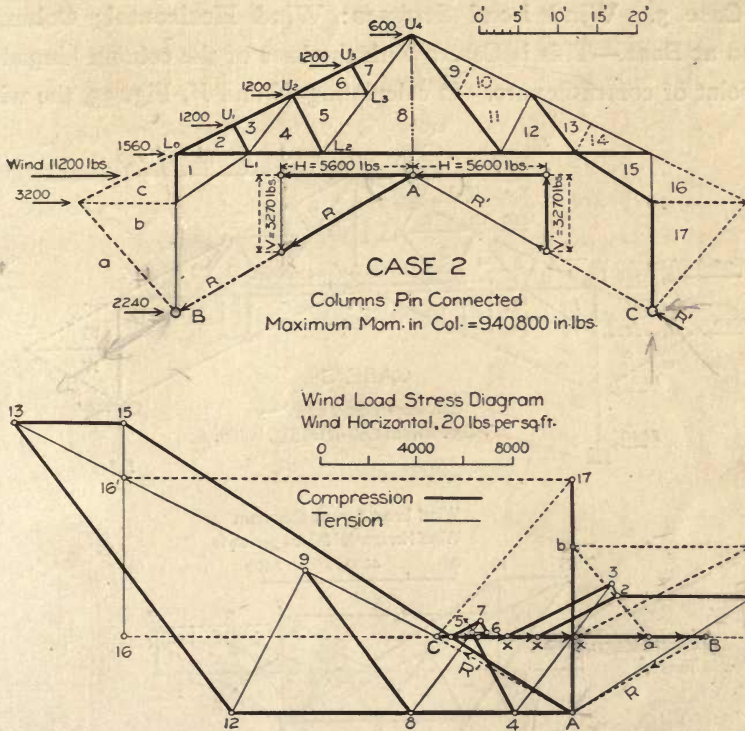 Case
600 U4
0' 5' 10' 15' 20'
1200 U3
7
9 10
1200 U2
6 L3
1200 U1
5 8 11 12 13 14
3 4
1560 L0 2
L1 L2
Wind 11200 lbs.
1 15
H = 5600 lbs. H' = 5600 lbs.
c 16
3200
V = 3270 lbs A V' = 3270 lbs
b R R' 17
a
CASE 2
R
2240 B
Columns Pin Connected
C R'
Maximum Mom. in Col. = 940800 in-lbs.
Wind Load Stress Diagram
Wind Horizontal, 20 lbs per sq.ft.
13 15
0 4000 8000
16' 17
Compression
Tension
b
9
3
2
7
5 6
16 C x x x a B
R' R
12 8 4 A